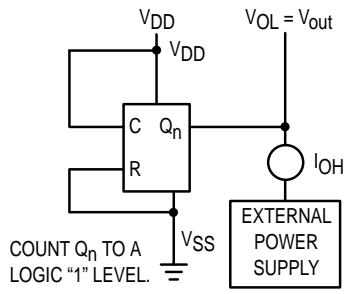 VDD
VDD
VOL = Vout
C Qn
R
IOH
VSS
EXTERNAL
POWER
SUPPLY
COUNT Qn TO A
LOGIC “1” LEVEL.